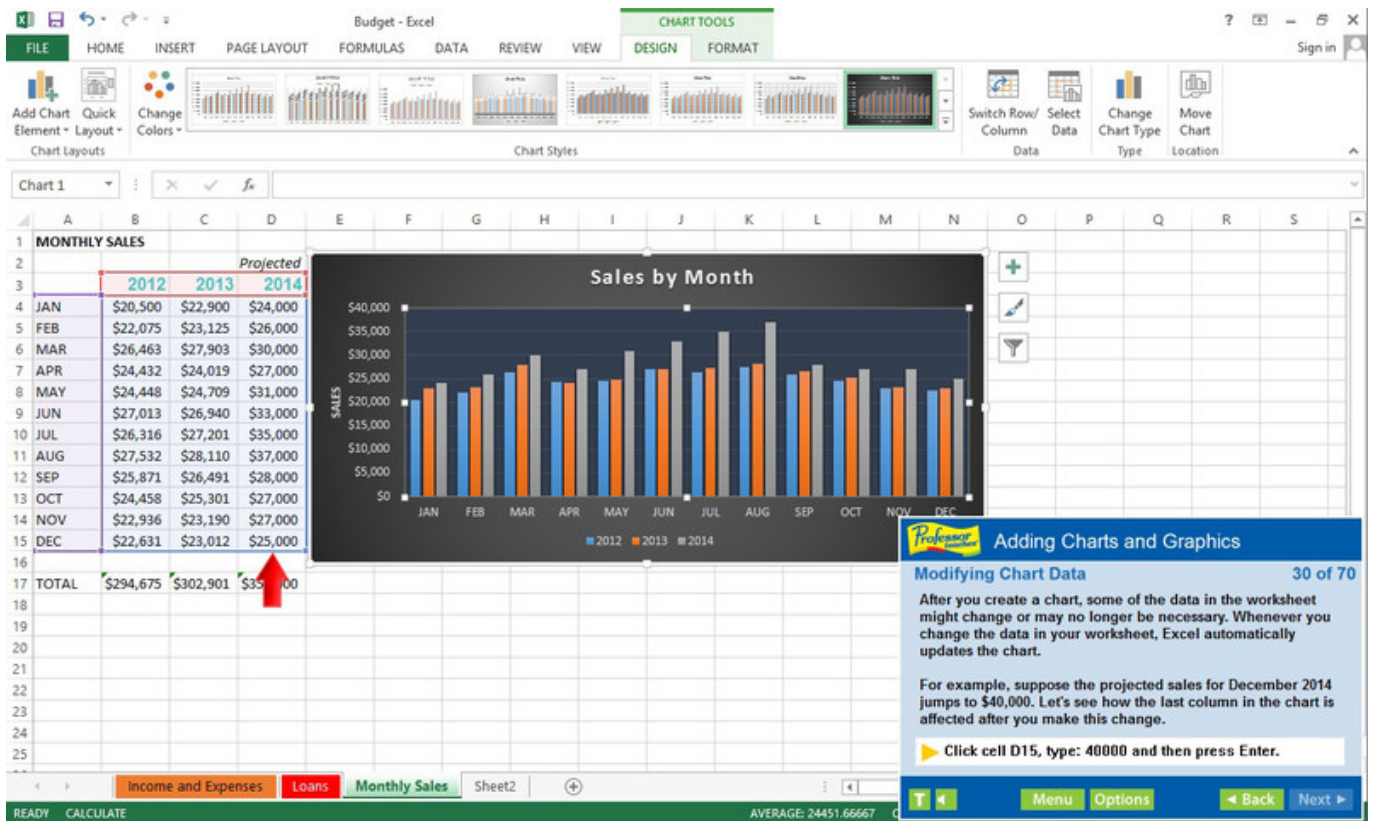 Budget - Excel
CHART TOOLS
?
FILE HOME INSERT PAGE LAYOUT FORMULAS DATA REVIEW VIEW DESIGN FORMAT Sign in
Add Chart Quick Change Switch Row/ Select Change Move
Element Layout Colors Column Data Chart Type Chart
Chart Layouts Chart Styles Data Type Location
Chart 1 fx
A B C D E F G H I J K L M N O P Q R S
1 MONTHLY SALES
2 Projected
3 2012 2013 2014
4 JAN $20,500 $22,900 $24,000
5 FEB $22,075 $23,125 $26,000
6 MAR $26,463 $27,903 $30,000
7 APR $24,432 $24,019 $27,000
8 MAY $24,448 $24,709 $31,000
9 JUN $27,013 $26,940 $33,000
10 JUL $26,316 $27,201 $35,000
11 AUG $27,532 $28,110 $37,000
12 SEP $25,871 $26,491 $28,000
13 OCT $24,458 $25,301 $27,000
14 NOV $22,936 $23,190 $27,000
15 DEC $22,631 $23,012 $25,000
16
17 TOTAL $294,675 $302,901
18
19
20
21
22
23
24
25
Sales by Month
SALES
$40,000
$35,000
$30,000
$25,000
$20,000
$15,000
$10,000
$5,000
$0
JAN FEB MAR APR MAY JUN JUL AUG SEP OCT NOV DEC
2012 2013 2014
Professor Teaches Adding Charts and Graphics
Modifying Chart Data 30 of 70
After you create a chart, some of the data in the worksheet
might change or may no longer be necessary. Whenever you
change the data in your worksheet, Excel automatically
updates the chart.
For example, suppose the projected sales for December 2014
jumps to $40,000. Let's see how the last column in the chart is
affected after you make this change.
Click cell D15, type: 40000 and then press Enter.
T Menu Options Back Next
Income and Expenses Loans Monthly Sales Sheet2
READY CALCULATE AVERAGE: 24451.66667